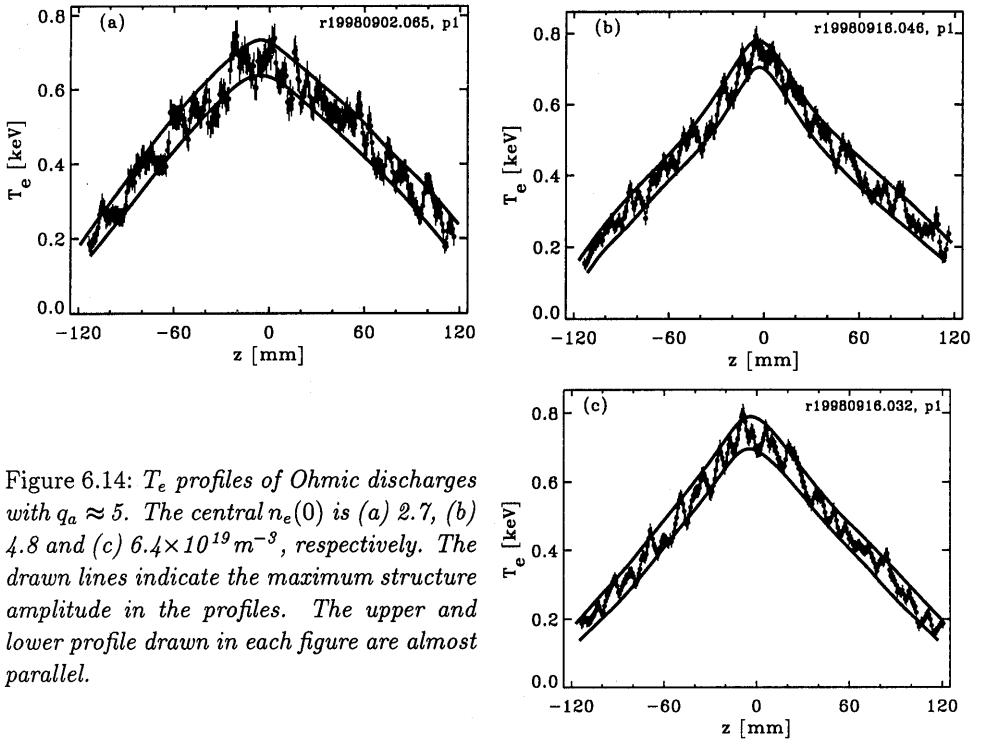 (a)
r19980902.065, p1
0.8
0.6
0.4
0.2
0.0
T_e [keV]
−120 −60 0 60 120
z [mm]
(b)
r19980916.046, p1
0.8
0.6
0.4
0.2
0.0
T_e [keV]
−120 −60 0 60 120
z [mm]
(c)
r19980916.032, p1
0.8
0.6
0.4
0.2
0.0
T_e [keV]
−120 −60 0 60 120
z [mm]
Figure 6.14: T_e profiles of Ohmic discharges
with q_a ≈ 5. The central n_e(0) is (a) 2.7, (b)
4.8 and (c) 6.4×10^19 m^−3, respectively. The
drawn lines indicate the maximum structure
amplitude in the profiles. The upper and
lower profile drawn in each figure are almost
parallel.